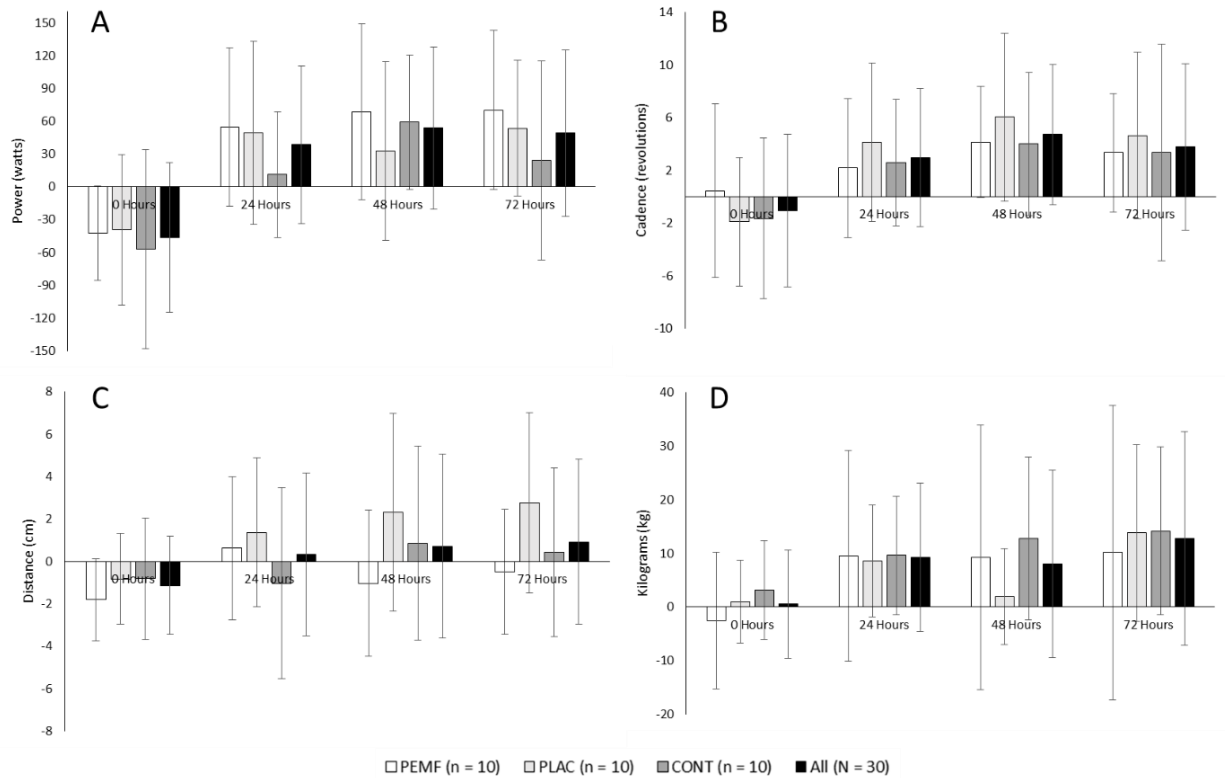 A
Power (watts)
150
120
90
60
30
0
-30
-60
-90
-120
-150
0 Hours
24 Hours
48 Hours
72 Hours
B
Cadence (revolutions)
14
10
6
2
-2
-6
-10
0 Hours
24 Hours
48 Hours
72 Hours
C
Distance (cm)
8
6
4
2
0
-2
-4
-6
-8
0 Hours
24 Hours
48 Hours
72 Hours
D
Kilograms (kg)
40
30
20
10
0
-10
-20
0 Hours
24 Hours
48 Hours
72 Hours
PEMF (n = 10) PLAC (n = 10) CONT (n = 10) All (N = 30)